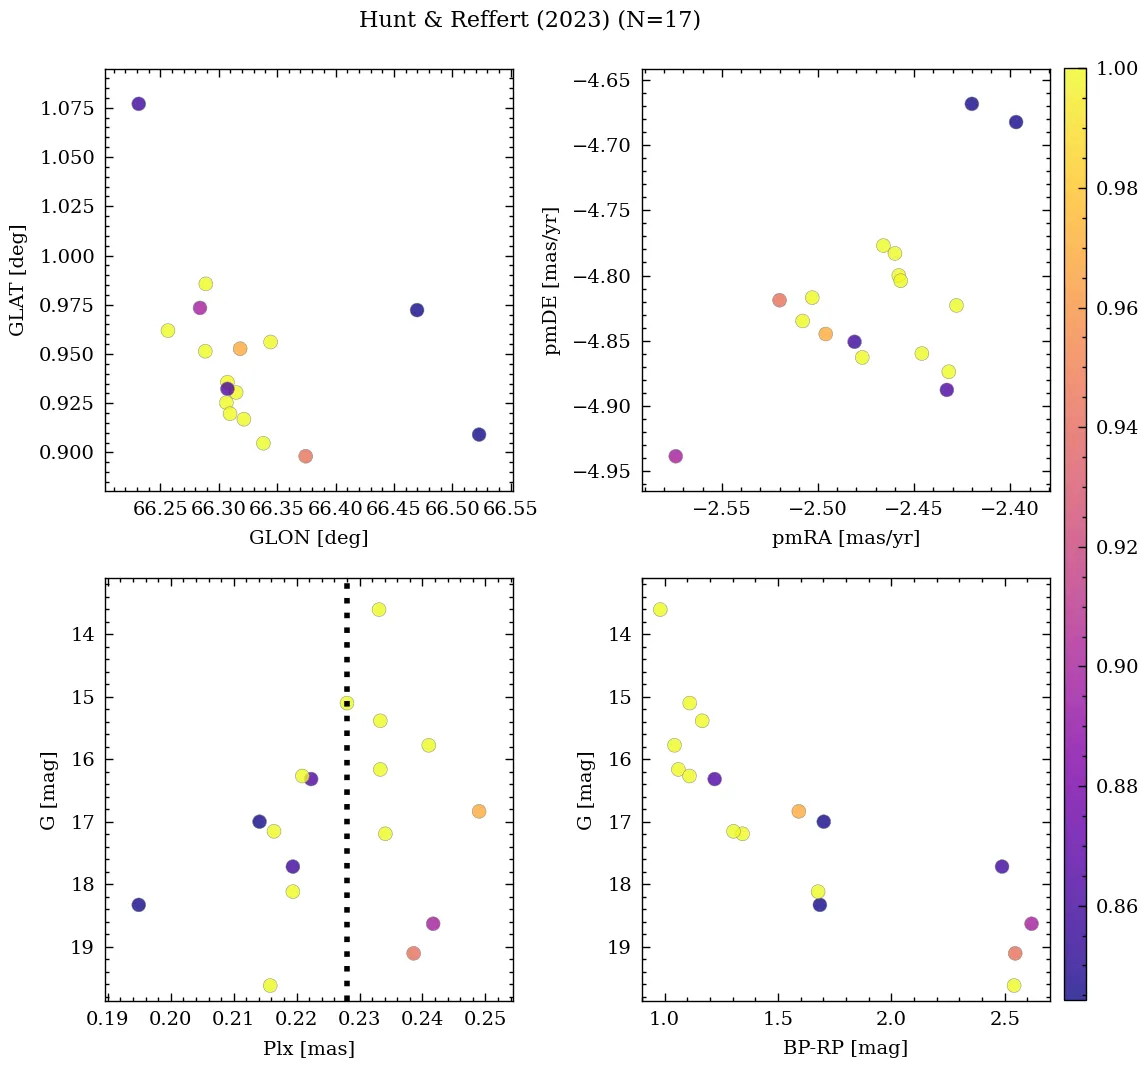 Hunt & Reffert (2023) (N=17)
1.075
1.050
1.025
1.000
0.975
0.950
0.925
0.900
GLAT [deg]
66.25 66.30 66.35 66.40 66.45 66.50 66.55
GLON [deg]
−4.65
−4.70
−4.75
−4.80
−4.85
−4.90
−4.95
pmDE [mas/yr]
−2.55 −2.50 −2.45 −2.40
pmRA [mas/yr]
14
15
16
17
18
19
G [mag]
0.19 0.20 0.21 0.22 0.23 0.24 0.25
Plx [mas]
14
15
16
17
18
19
G [mag]
1.0 1.5 2.0 2.5
BP-RP [mag]
1.00
0.98
0.96
0.94
0.92
0.90
0.88
0.86